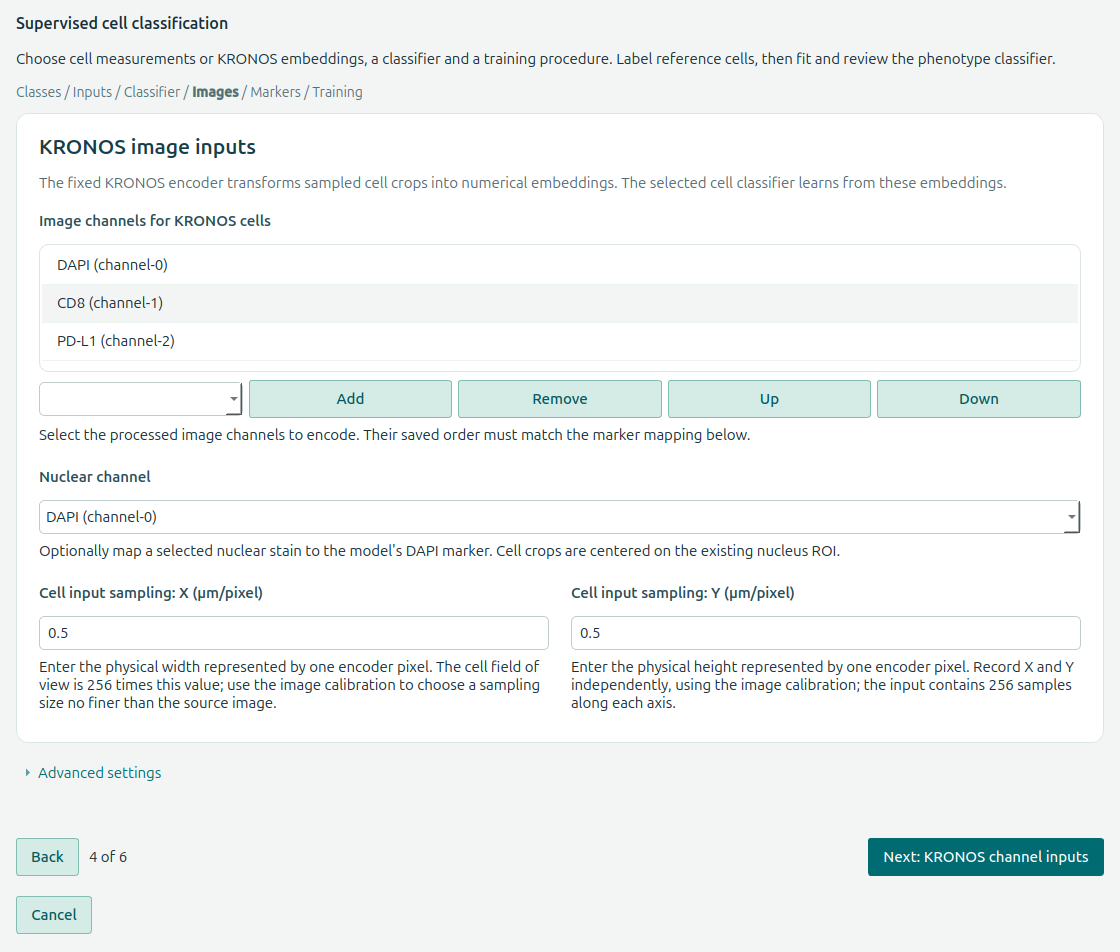 Supervised cell classification
Choose cell measurements or KRONOS embeddings, a classifier and a training procedure. Label reference cells, then fit and review the phenotype classifier.
Classes / Inputs / Classifier / Images / Markers / Training
KRONOS image inputs
The fixed KRONOS encoder transforms sampled cell crops into numerical embeddings. The selected cell classifier learns from these embeddings.
Image channels for KRONOS cells
DAPI (channel-0)
CD8 (channel-1)
PD-L1 (channel-2)
Add
Remove
Up
Down
Select the processed image channels to encode. Their saved order must match the marker mapping below.
Nuclear channel
DAPI (channel-0)
Optionally map a selected nuclear stain to the model's DAPI marker. Cell crops are centered on the existing nucleus ROI.
Cell input sampling: X (µm/pixel)
0.5
Enter the physical width represented by one encoder pixel. The cell field of
view is 256 times this value; use the image calibration to choose a sampling
size no finer than the source image.
Cell input sampling: Y (µm/pixel)
0.5
Enter the physical height represented by one encoder pixel. Record X and Y
independently, using the image calibration; the input contains 256 samples
along each axis.
Advanced settings
Back
4 of 6
Next: KRONOS channel inputs
Cancel